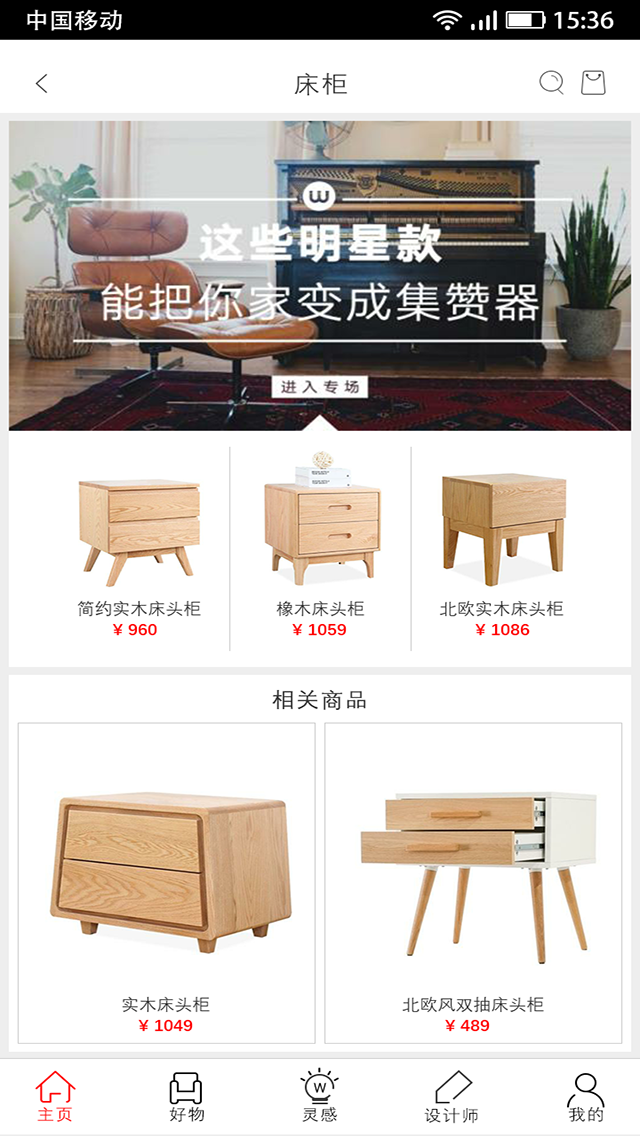 中国移动 15:36
床柜
W
这些明星款
能把你家变成集赞器
进入专场
简约实木床头柜 橡木床头柜 北欧实木床头柜
¥ 960 ¥ 1059 ¥ 1086
相关商品
实木床头柜 北欧风双抽床头柜
¥ 1049 ¥ 489
W
主页 好物 灵感 设计师 我的